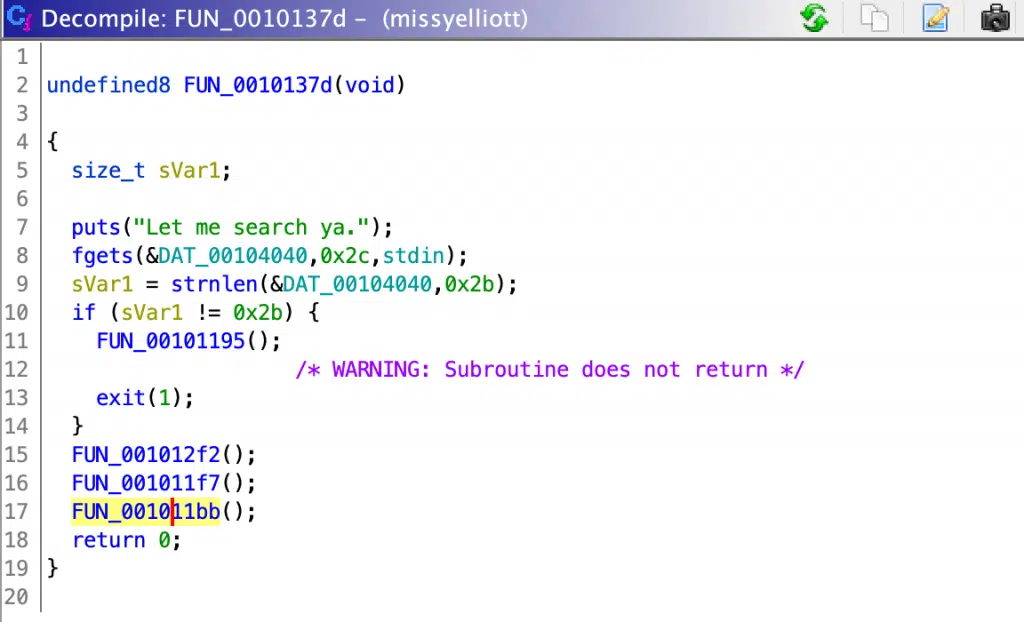 Decompile: FUN_0010137d – (missyelliott)
1
2 undefined8 FUN_0010137d(void)
3
4 {
5 size_t sVar1;
6
7 puts("Let me search ya.");
8 fgets(&DAT_00104040,0x2c,stdin);
9 sVar1 = strnlen(&DAT_00104040,0x2b);
10 if (sVar1 != 0x2b) {
11 FUN_00101195();
12 /* WARNING: Subroutine does not return */
13 exit(1);
14 }
15 FUN_001012f2();
16 FUN_001011f7();
17 FUN_001011bb();
18 return 0;
19 }
20